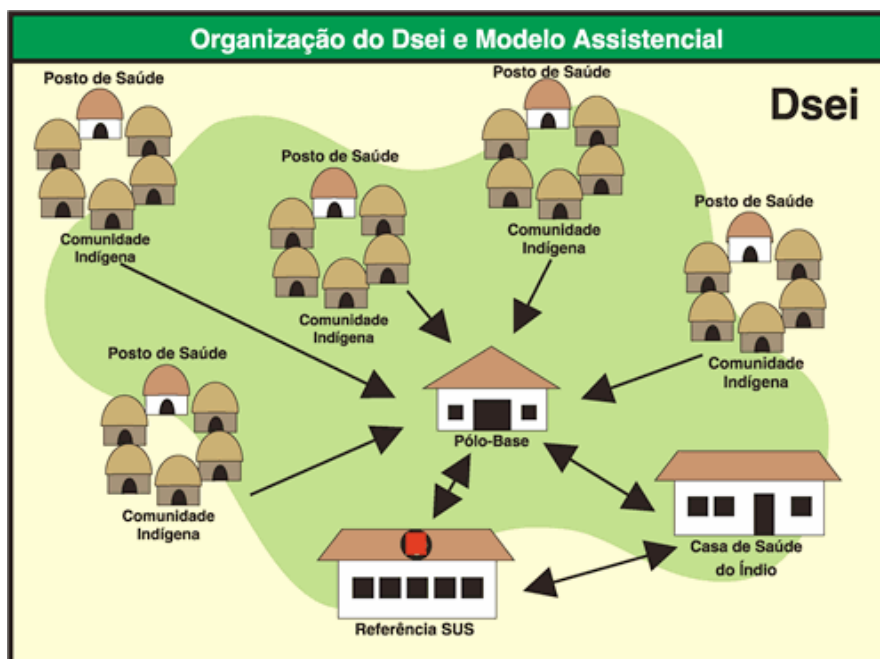 Organização do Dsei e Modelo Assistencial
Dsei
Posto de Saúde
Comunidade
Indígena
Posto de Saúde
Comunidade
Indígena
Posto de Saúde
Comunidade
Indígena
Posto de Saúde
Comunidade
Indígena
Posto de Saúde
Comunidade
Indígena
Pólo-Base
Casa de Saúde
do Índio
Referência SUS